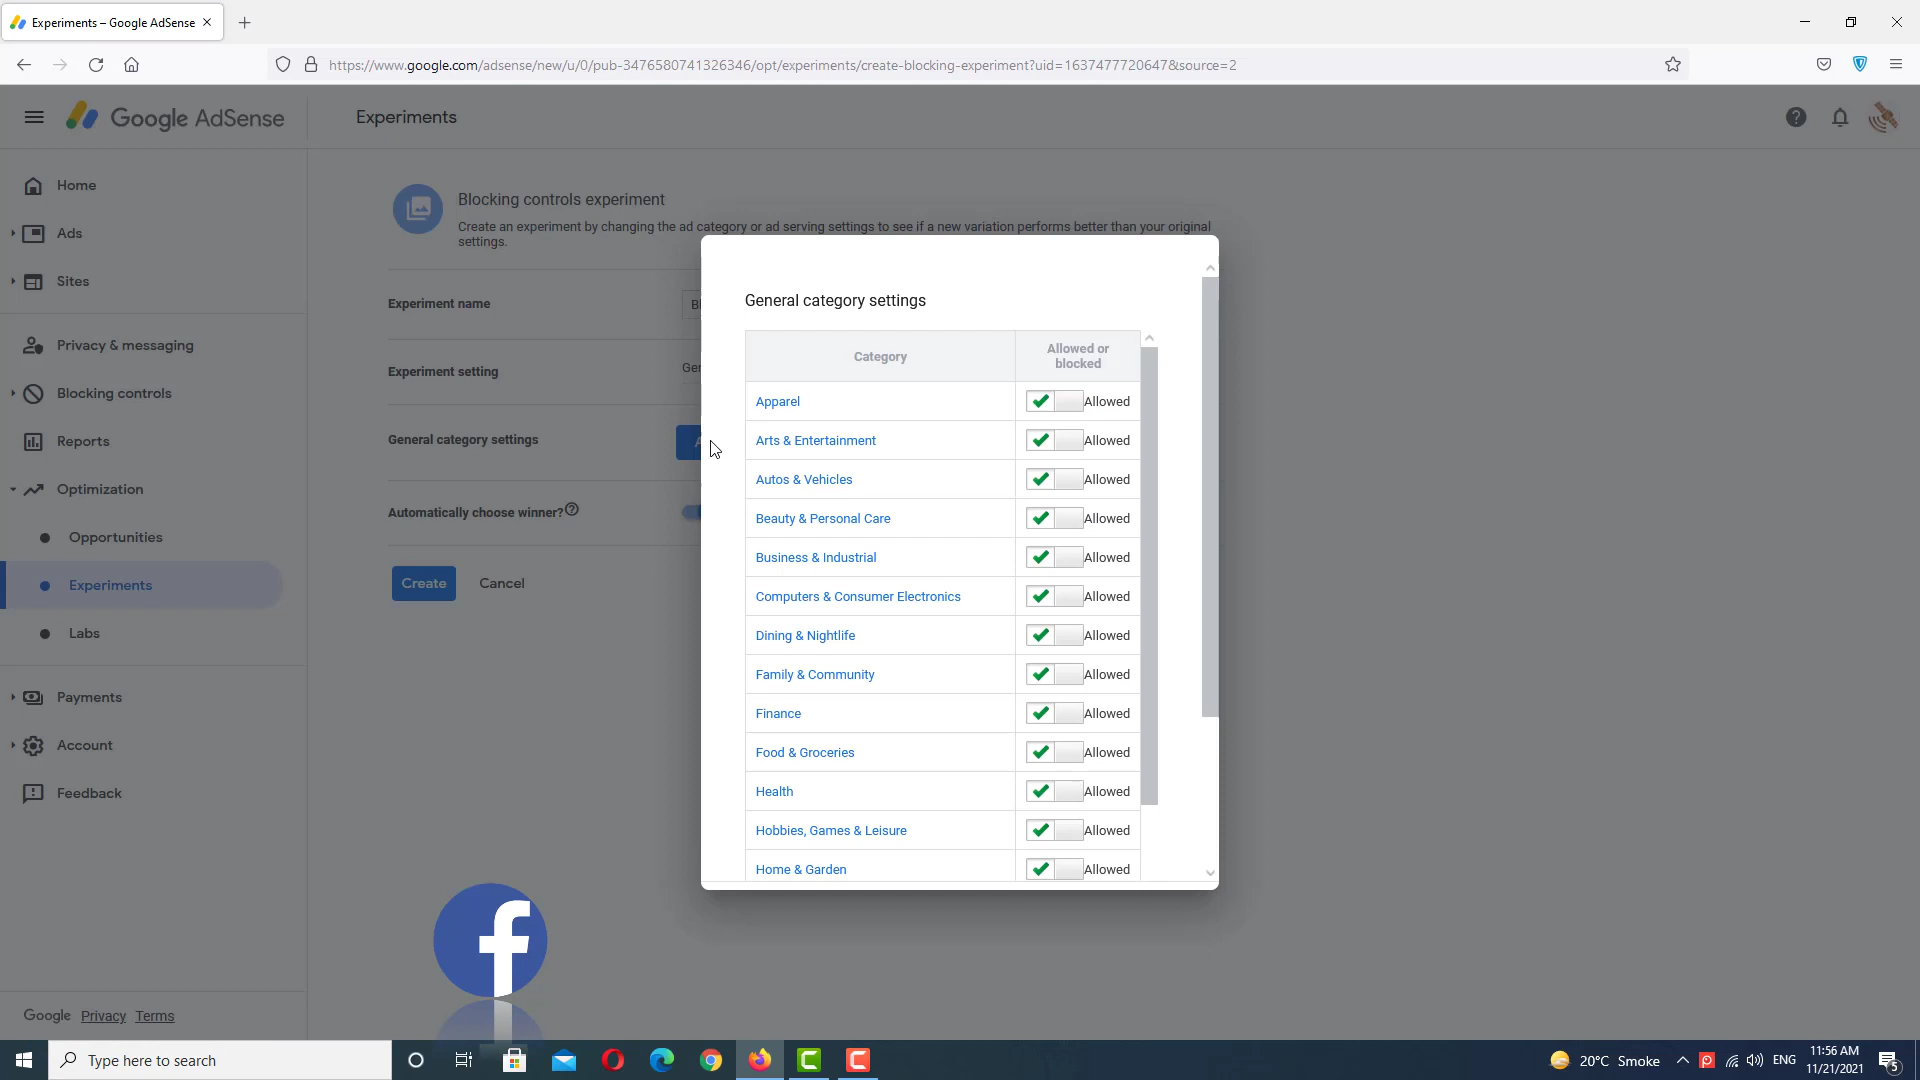 Experiments – Google AdSense
https://www.google.com/adsense/new/u/0/pub-3476580741326346/opt/experiments/create-blocking-experiment?uid=1637477720647&source=2
Google AdSense
Experiments
Home
Ads
Sites
Privacy & messaging
Blocking controls
Reports
Optimization
Opportunities
Experiments
Labs
Payments
Account
Feedback
Google Privacy Terms
Blocking controls experiment
Create an experiment by changing the ad category or ad serving settings to see if a new variation performs better than your original
settings.
Experiment name
Bl
Experiment setting
Ger
General category settings
Automatically choose winner?
Create Cancel
General category settings
Category
Allowed or
blocked
Apparel Allowed
Arts & Entertainment Allowed
Autos & Vehicles Allowed
Beauty & Personal Care Allowed
Business & Industrial Allowed
Computers & Consumer Electronics Allowed
Dining & Nightlife Allowed
Family & Community Allowed
Finance Allowed
Food & Groceries Allowed
Health Allowed
Hobbies, Games & Leisure Allowed
Home & Garden Allowed
Type here to search
20°C Smoke
ENG
11:56 AM
11/21/2021
5